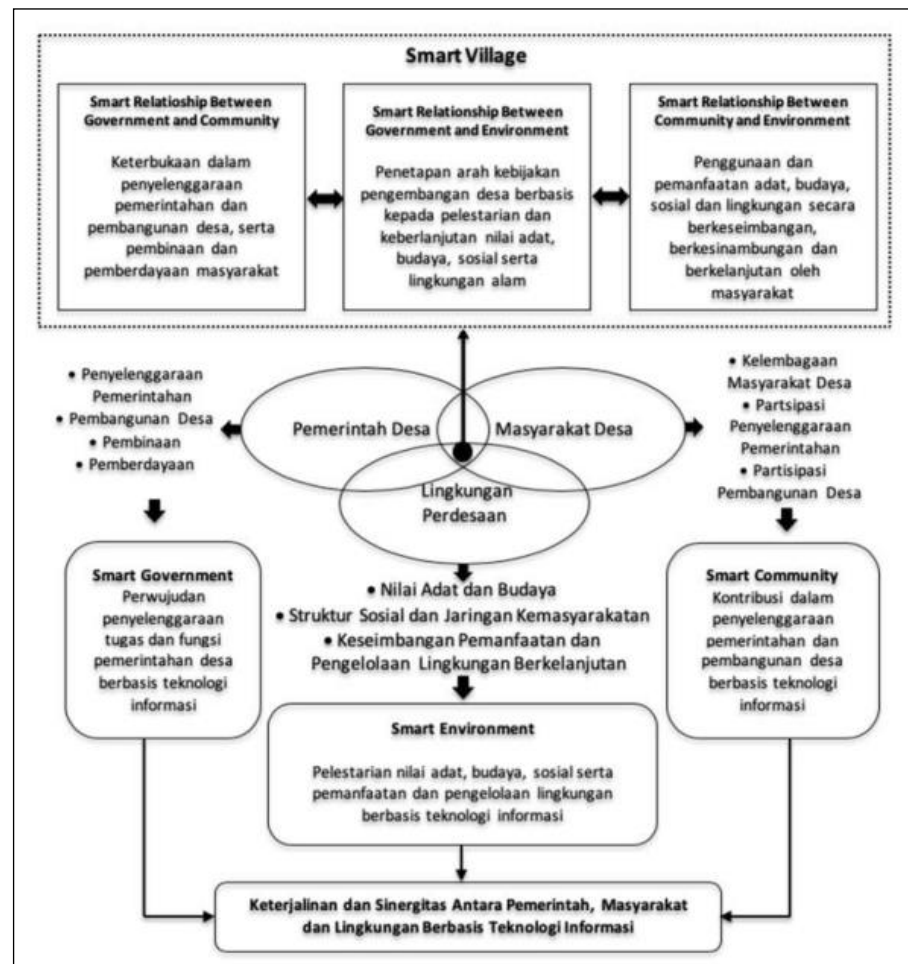 Smart Village
Smart Relatioship Between
Government and Community
Keterbukaan dalam
penyelenggaraan
pemerintahan dan
pembangunan desa, serta
pembinaan dan
pemberdayaan masyarakat
Smart Relationship Between
Government and Environment
Penetapan arah kebijakan
pengembangan desa berbasis
kepada pelestarian dan
keberlanjutan nilai adat,
budaya, sosial serta
lingkungan alam
Smart Relationship Between
Community and Environment
Penggunaan dan
pemanfaatan adat, budaya,
sosial dan lingkungan secara
berkeseimbangan,
berkesinambungan dan
berkelanjutan oleh
masyarakat
• Penyelenggaraan
Pemerintahan
• Pembangunan Desa
• Pembinaan
• Pemberdayaan
Pemerintah Desa
Masyarakat Desa
Lingkungan
Perdesaan
• Kelembagaan
Masyarakat Desa
• Partsipasi
Penyelenggaraan
Pemerintahan
• Partisipasi
Pembangunan Desa
Smart Government
Perwujudan
penyelenggaraan
tugas dan fungsi
pemerintahan desa
berbasis teknologi
informasi
• Nilai Adat dan Budaya
• Struktur Sosial dan Jaringan Kemasyarakatan
• Keseimbangan Pemanfaatan dan
Pengelolaan Lingkungan Berkelanjutan
Smart Community
Kontribusi dalam
penyelenggaraan
pemerintahan dan
pembangunan desa
berbasis teknologi
informasi
Smart Environment
Pelestarian nilai adat, budaya, sosial serta
pemanfaatan dan pengelolaan lingkungan
berbasis teknologi informasi
Keterjalinan dan Sinergitas Antara Pemerintah, Masyarakat
dan Lingkungan Berbasis Teknologi Informasi